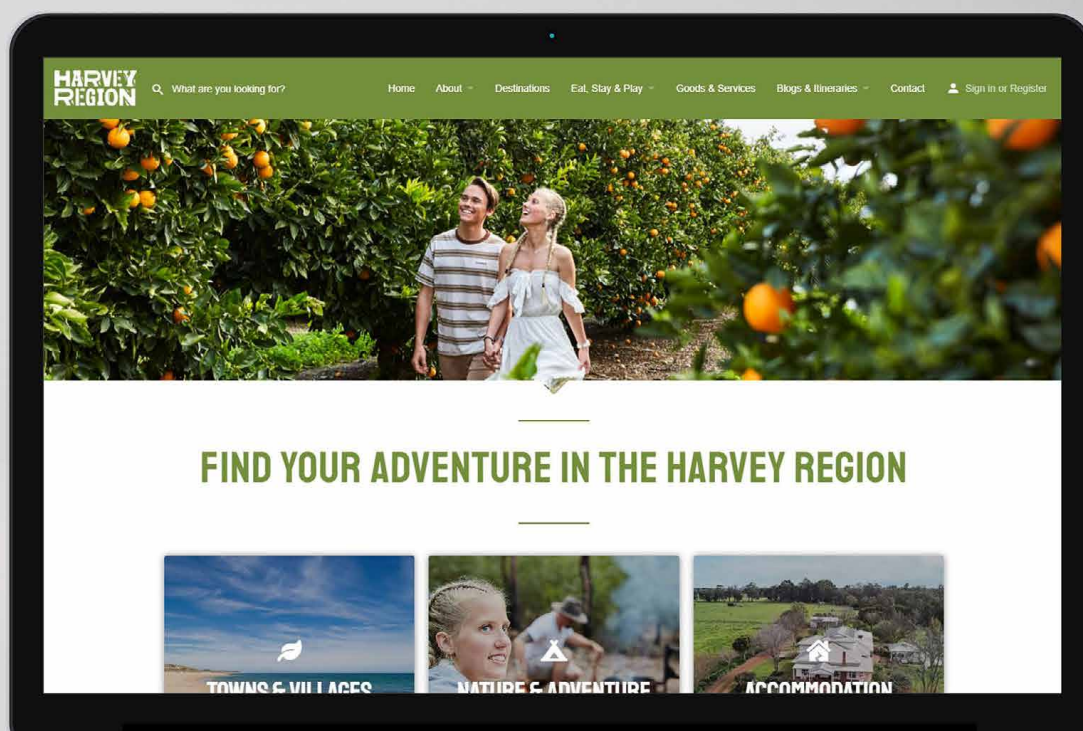 HARVEY
REGION
What are you looking for?
Home
About
Destinations
Eat, Stay & Play
Goods & Services
Blogs & Itineraries
Contact
Sign in or Register
FIND YOUR ADVENTURE IN THE HARVEY REGION
TOWNS & VILLAGES
NATURE & ADVENTURE
ACCOMMODATION